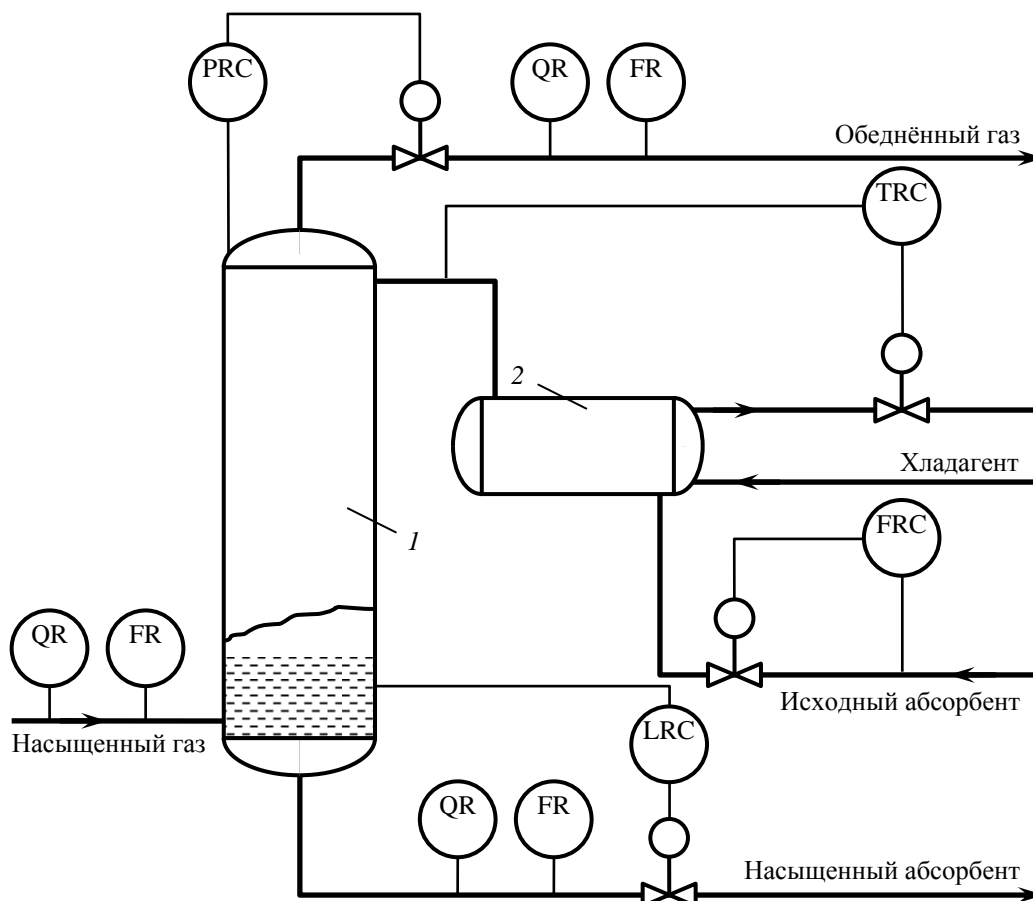 PRC
QR
FR
Обеднённый газ
TRC
2
Хладагент
1
FRC
QR
FR
Исходный абсорбент
Насыщенный газ
LRC
QR
FR
Насыщенный абсорбент